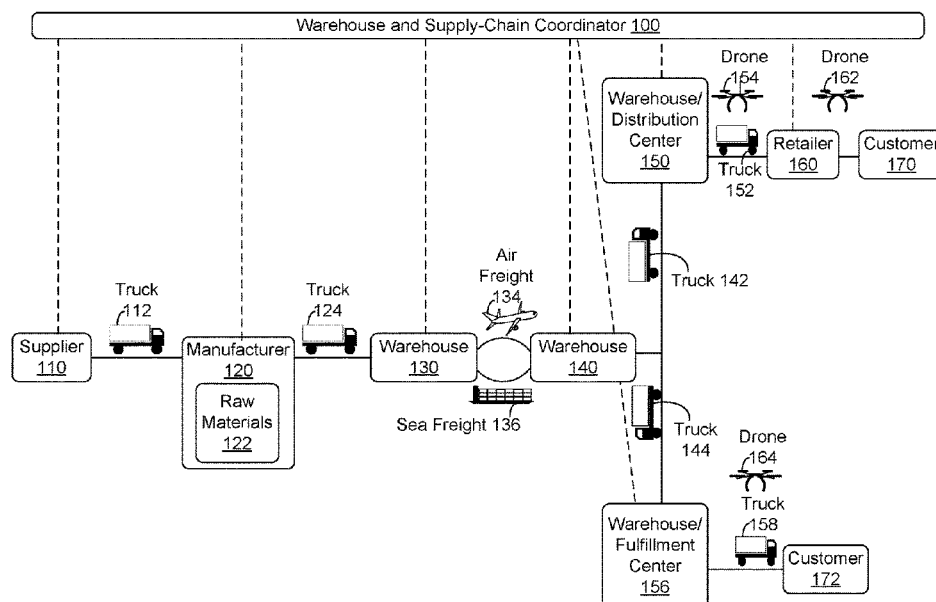 Warehouse and Supply-Chain Coordinator 100
Drone
154
Drone
162
Warehouse/
Distribution
Center
150
Truck
152
Retailer
160
Customer
170
Truck 142
Air
Freight
134
Truck
112
Truck
124
Supplier
110
Manufacturer
120
Raw
Materials
122
Warehouse
130
Warehouse
140
Sea Freight 136
Truck
144
Drone
164
Truck
158
Warehouse/
Fulfillment
Center
156
Customer
172